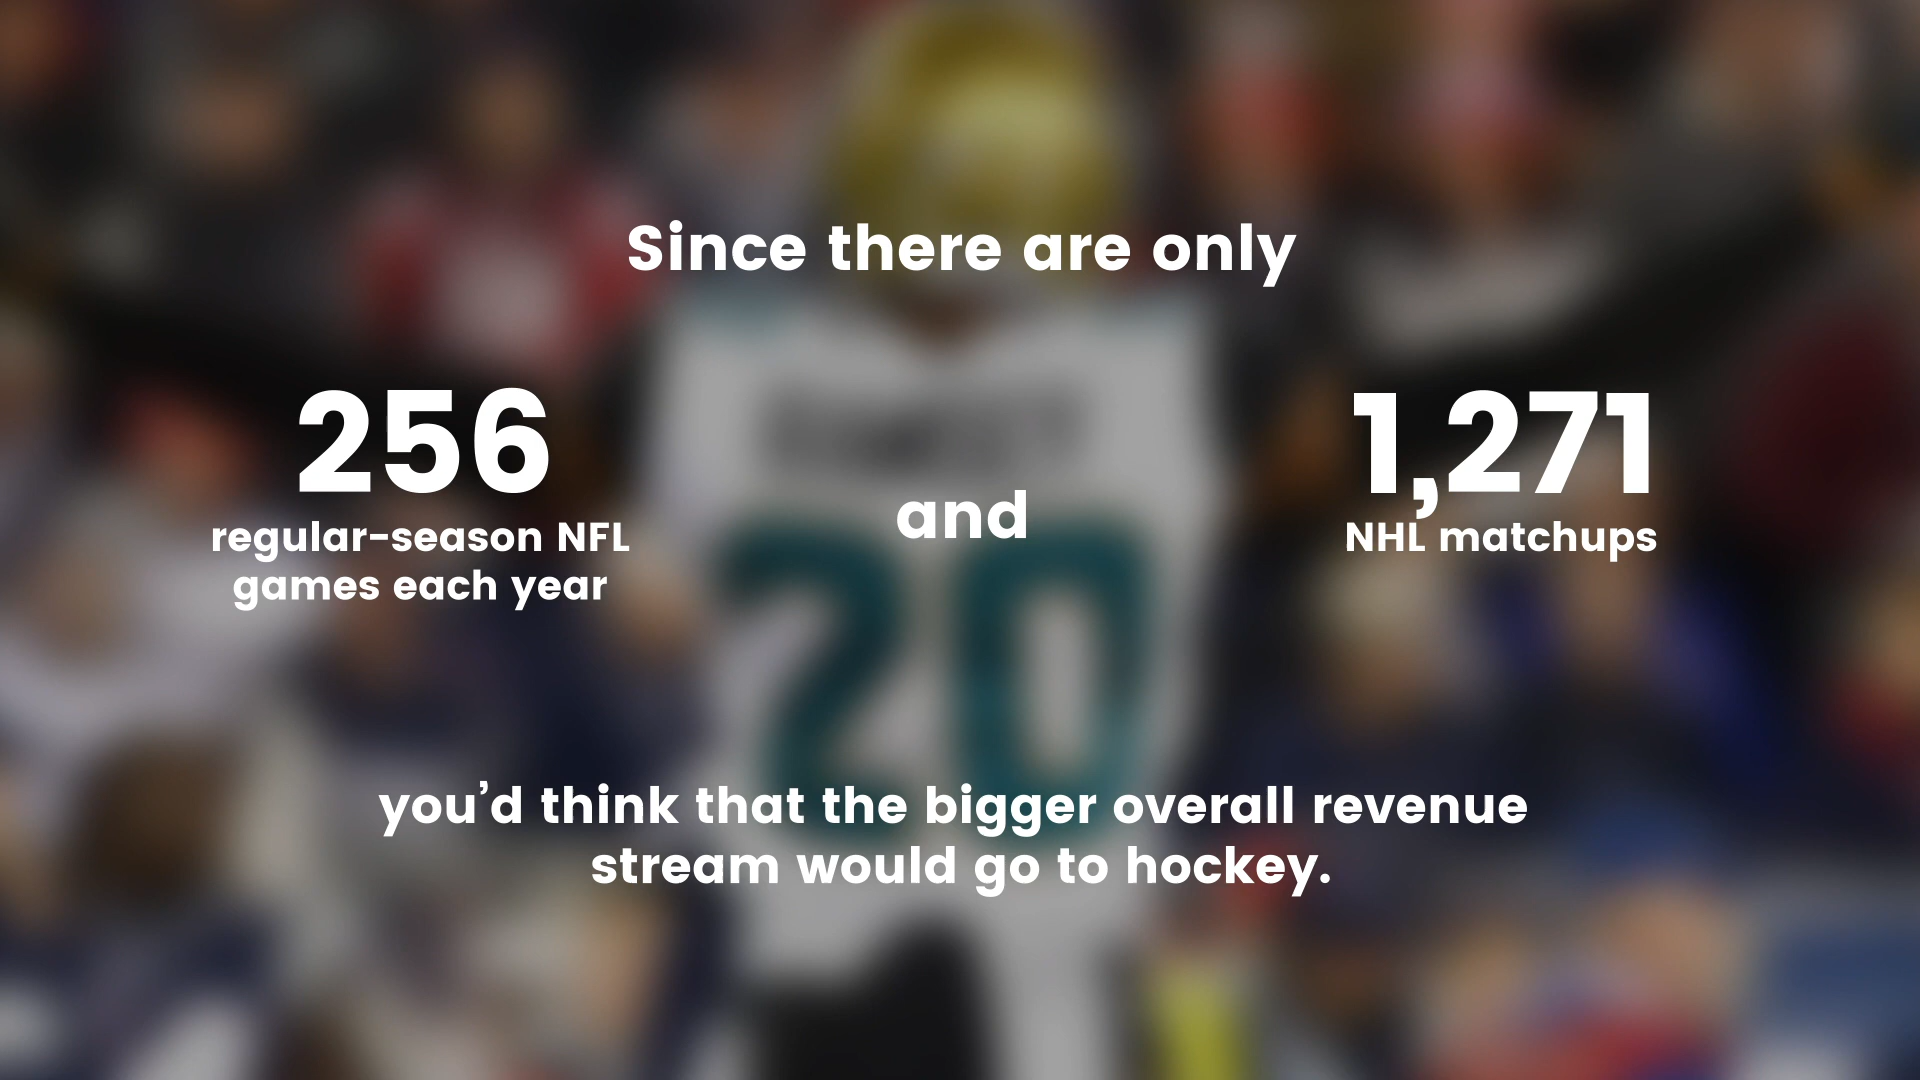 Since there are only
256
regular-season NFL
games each year
and
1,271
NHL matchups
20
you’d think that the bigger overall revenue
stream would go to hockey.